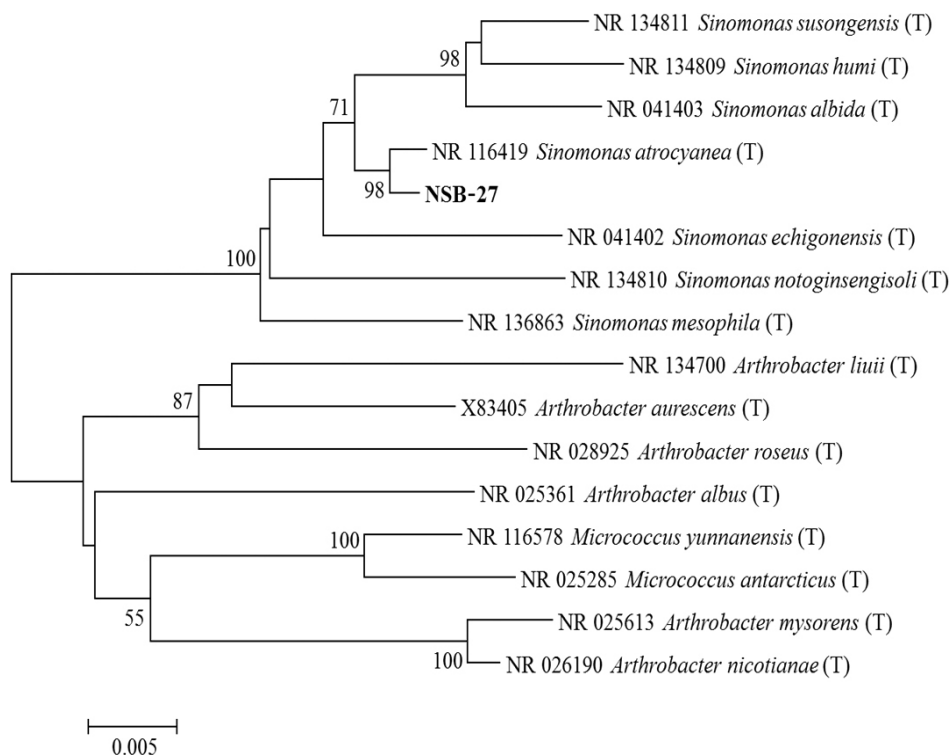 NR 134811 Sinomonas susongensis (T)
NR 134809 Sinomonas humi (T)
98
NR 041403 Sinomonas albida (T)
71
NR 116419 Sinomonas atrocyanea (T)
98
NSB-27
NR 041402 Sinomonas echigonensis (T)
100
NR 134810 Sinomonas notoginsengisoli (T)
NR 136863 Sinomonas mesophila (T)
NR 134700 Arthrobacter liuii (T)
87
X83405 Arthrobacter aurescens (T)
NR 028925 Arthrobacter roseus (T)
NR 025361 Arthrobacter albus (T)
100
NR 116578 Micrococcus yunnanensis (T)
NR 025285 Micrococcus antarcticus (T)
55
NR 025613 Arthrobacter mysorens (T)
100
NR 026190 Arthrobacter nicotianae (T)
0.005